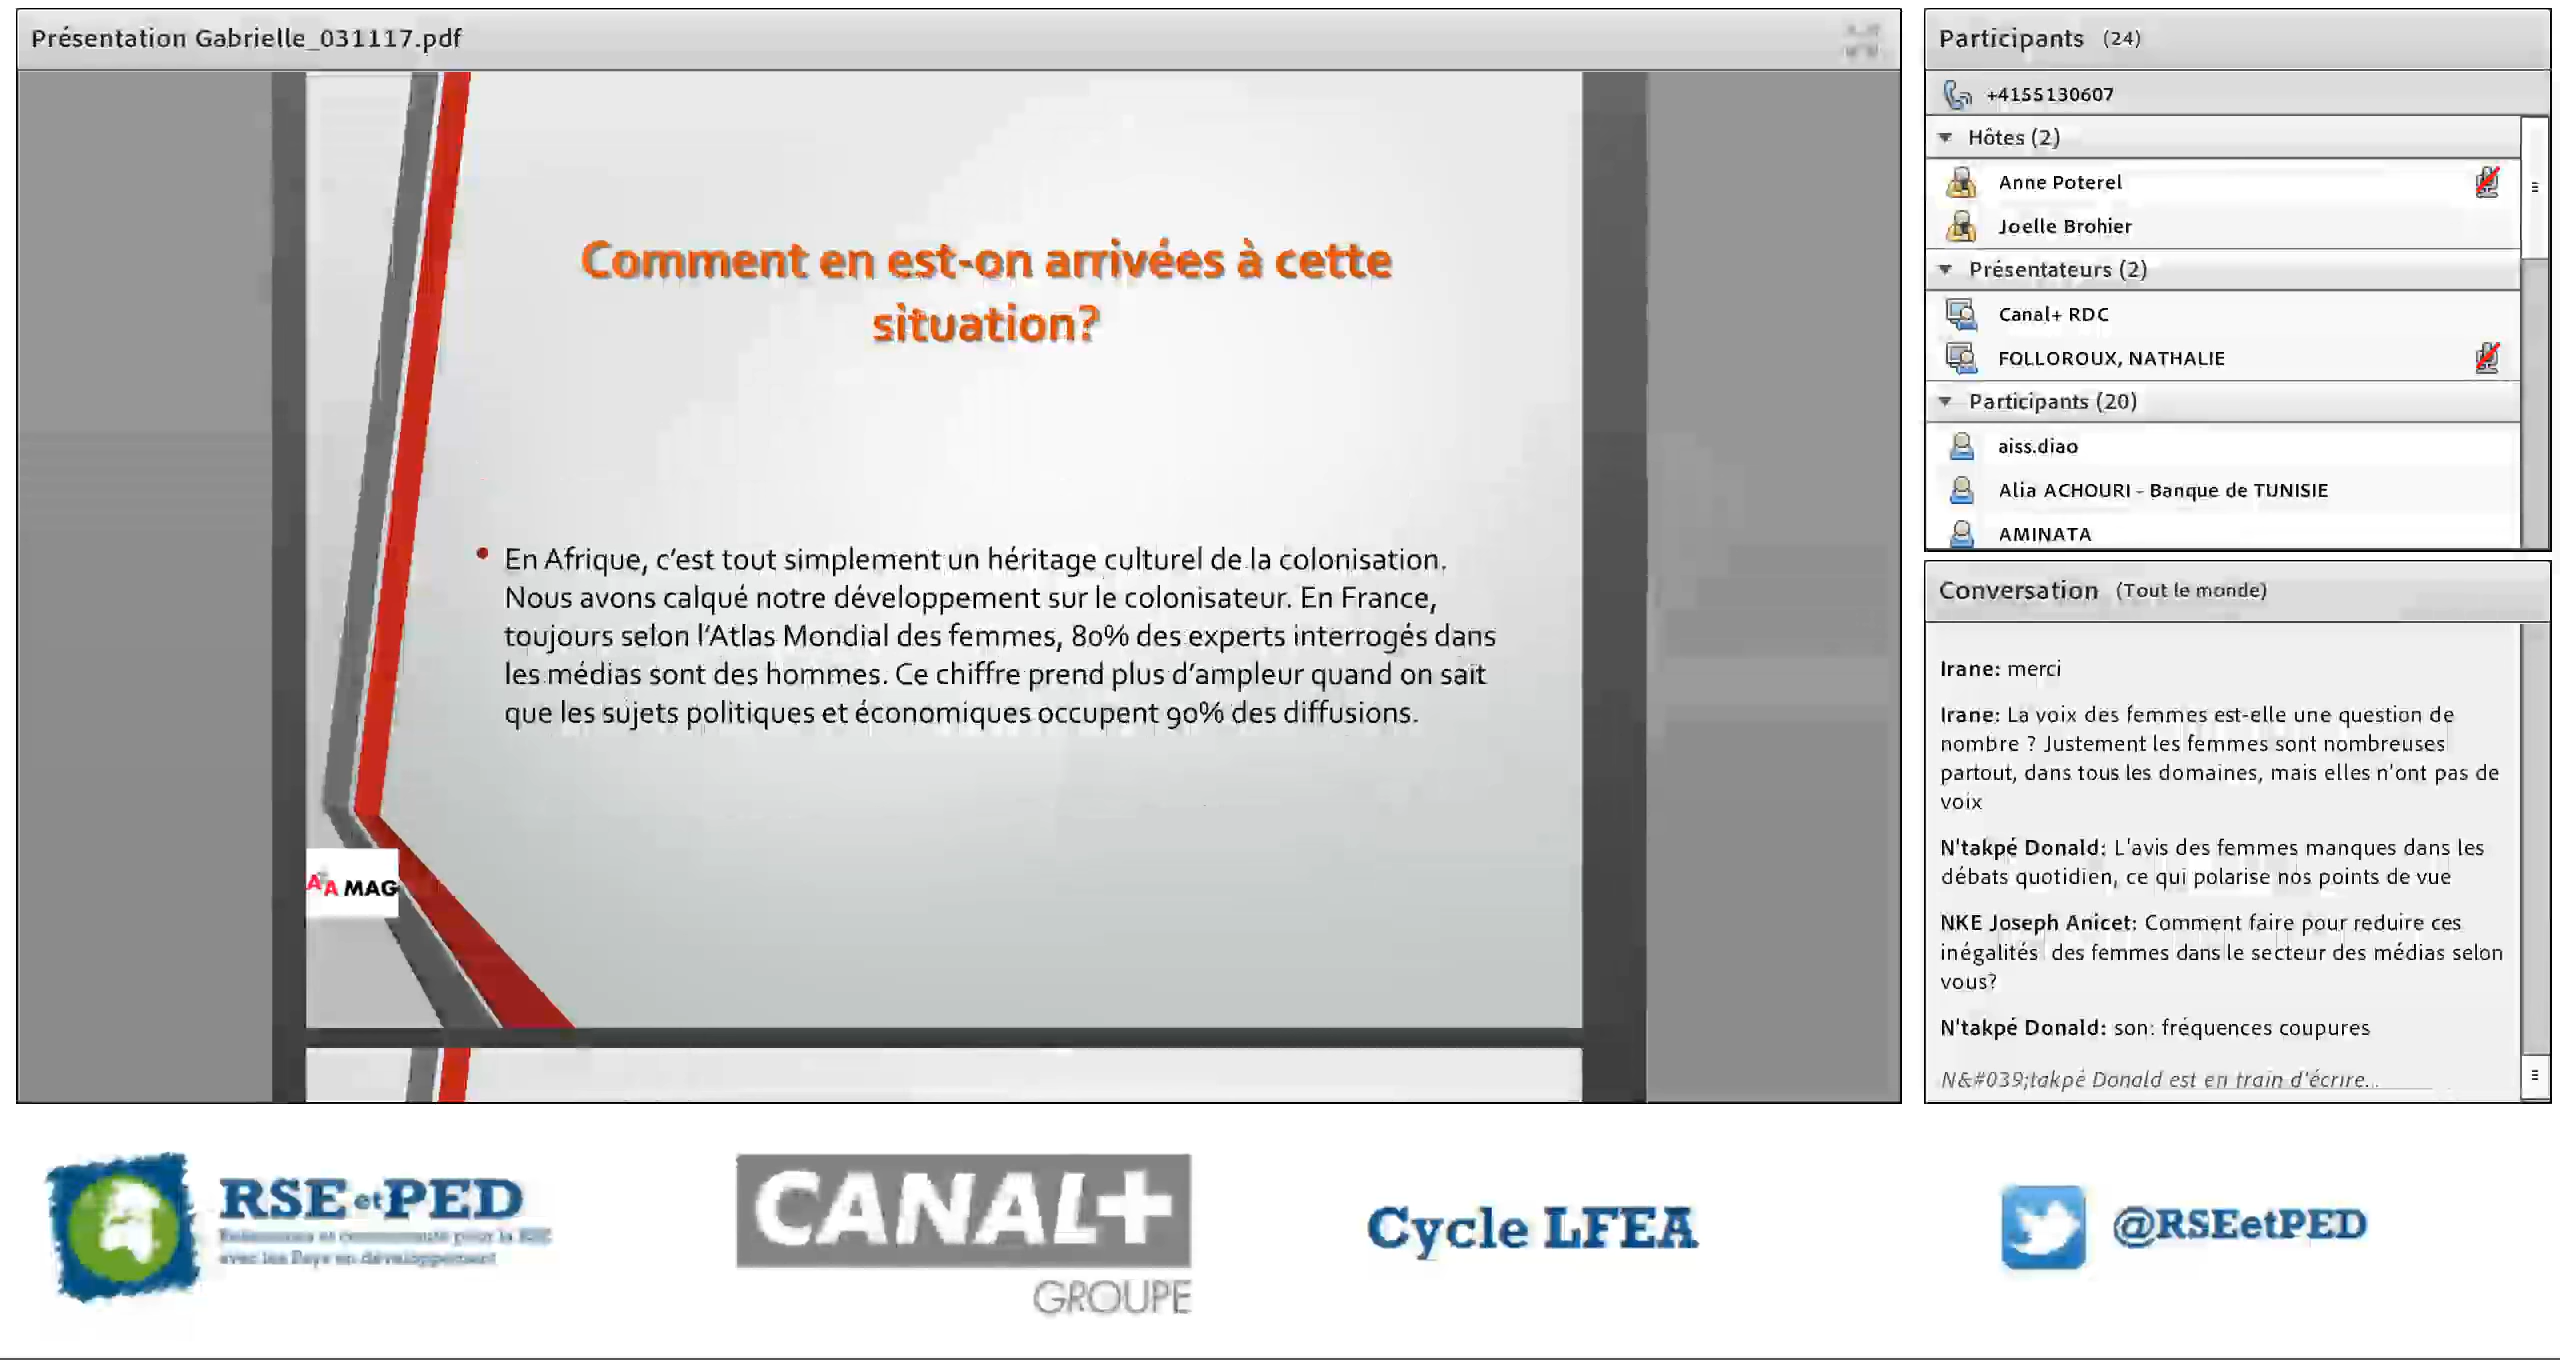 Présentation Gabrielle_031117.pdf
Comment en est-on arrivées à cette
situation?
• En Afrique, c'est tout simplement un héritage culturel de la colonisation.
Nous avons calqué notre développement sur le colonisateur. En France,
toujours selon l'Atlas Mondial des femmes, 80% des experts interrogés dans
les médias sont des hommes. Ce chiffre prend plus d'ampleur quand on sait
que les sujets politiques et économiques occupent 90% des diffusions.
AA MAG
Participants (24)
+4155130607
Hôtes (2)
Anne Poterel
Joelle Brohier
Présentateurs (2)
Canal+ RDC
FOLLOROUX, NATHALIE
Participants (20)
aiss.diao
Alia ACHOURI - Banque de TUNISIE
AMINATA
Conversation (Tout le monde)
Irane: merci
Irane: La voix des femmes est-elle une question de
nombre ? Justement les femmes sont nombreuses
partout, dans tous les domaines, mais elles n'ont pas de
voix
N'takpé Donald: L'avis des femmes manques dans les
débats quotidien, ce qui polarise nos points de vue
NKE Joseph Anicet: Comment faire pour reduire ces
inégalités des femmes dans le secteur des médias selon
vous?
N'takpé Donald: son: fréquences coupures
N&#039;takpé Donald est en train d'écrire...
RSE et PED
pour la RSE
avec les Pays en développement
CANAL+
GROUPE
Cycle LFEA
@RSEetPED